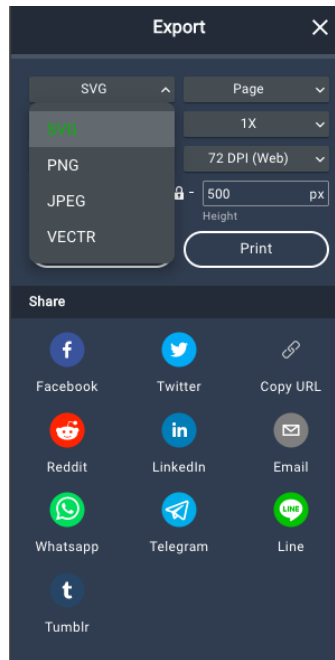 Export
SVG
Page
SVG
1X
PNG
72 DPI (Web)
JPEG
500 px
Height
VECTR
Print
Share
Facebook
Twitter
Copy URL
Reddit
LinkedIn
Email
Whatsapp
Telegram
LINE
Line
Tumblr